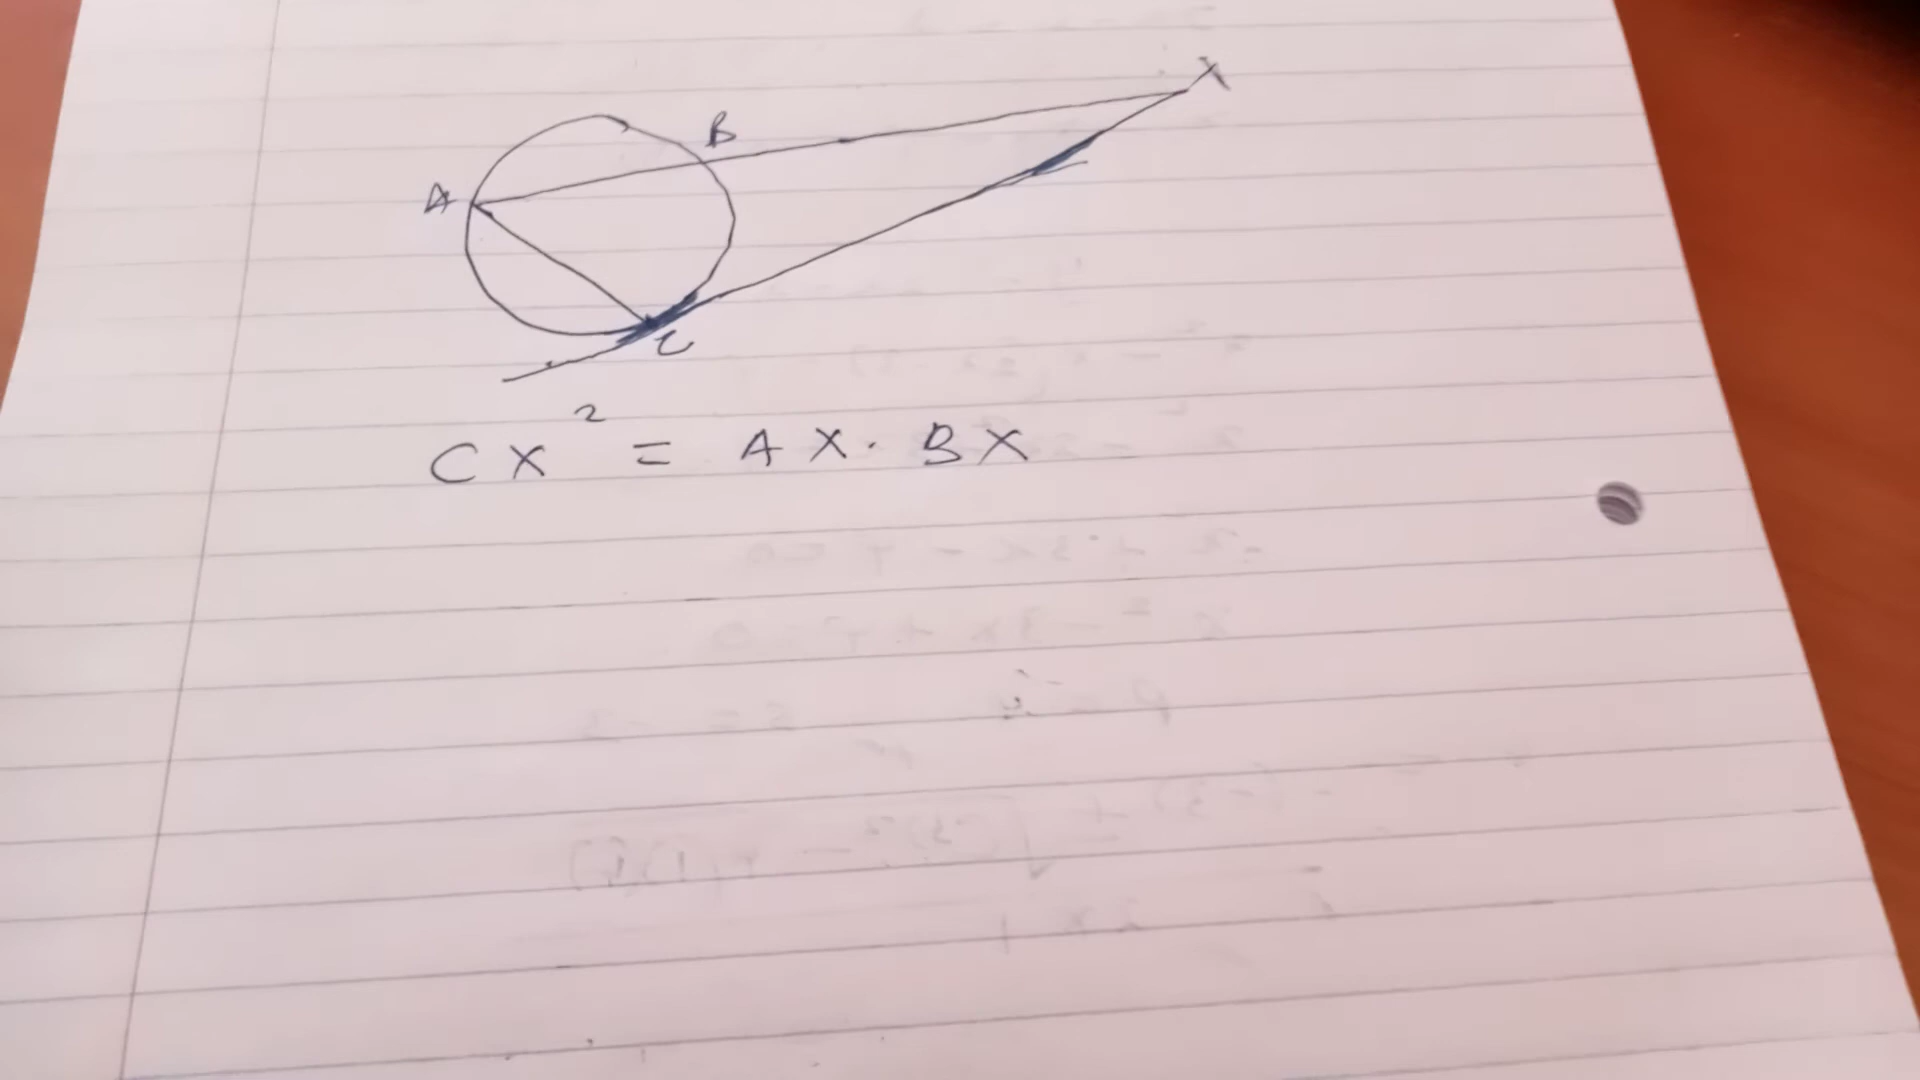 X
B
A
C
CX² = AX · BX